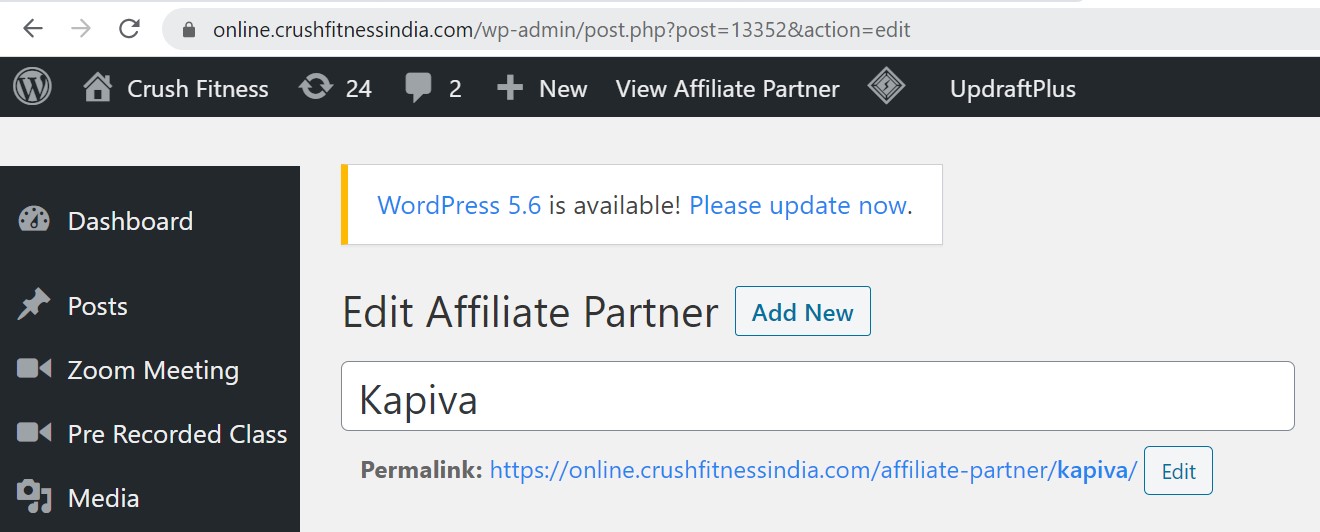 online.crushfitnessindia.com/wp-admin/post.php?post=13352&action=edit
Crush Fitness 24 2 New View Affiliate Partner UpdraftPlus
WordPress 5.6 is available! Please update now.
Dashboard
Posts
Zoom Meeting
Pre Recorded Class
Media
Edit Affiliate Partner Add New
Kapiva
Permalink: https://online.crushfitnessindia.com/affiliate-partner/kapiva/ Edit